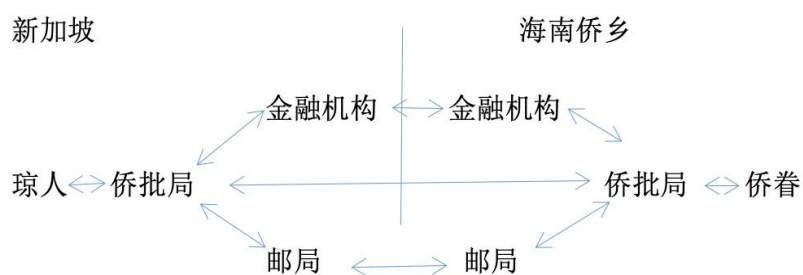 新加坡 海南侨乡
金融机构 金融机构
琼人 侨批局 侨批局 侨眷
邮局 邮局